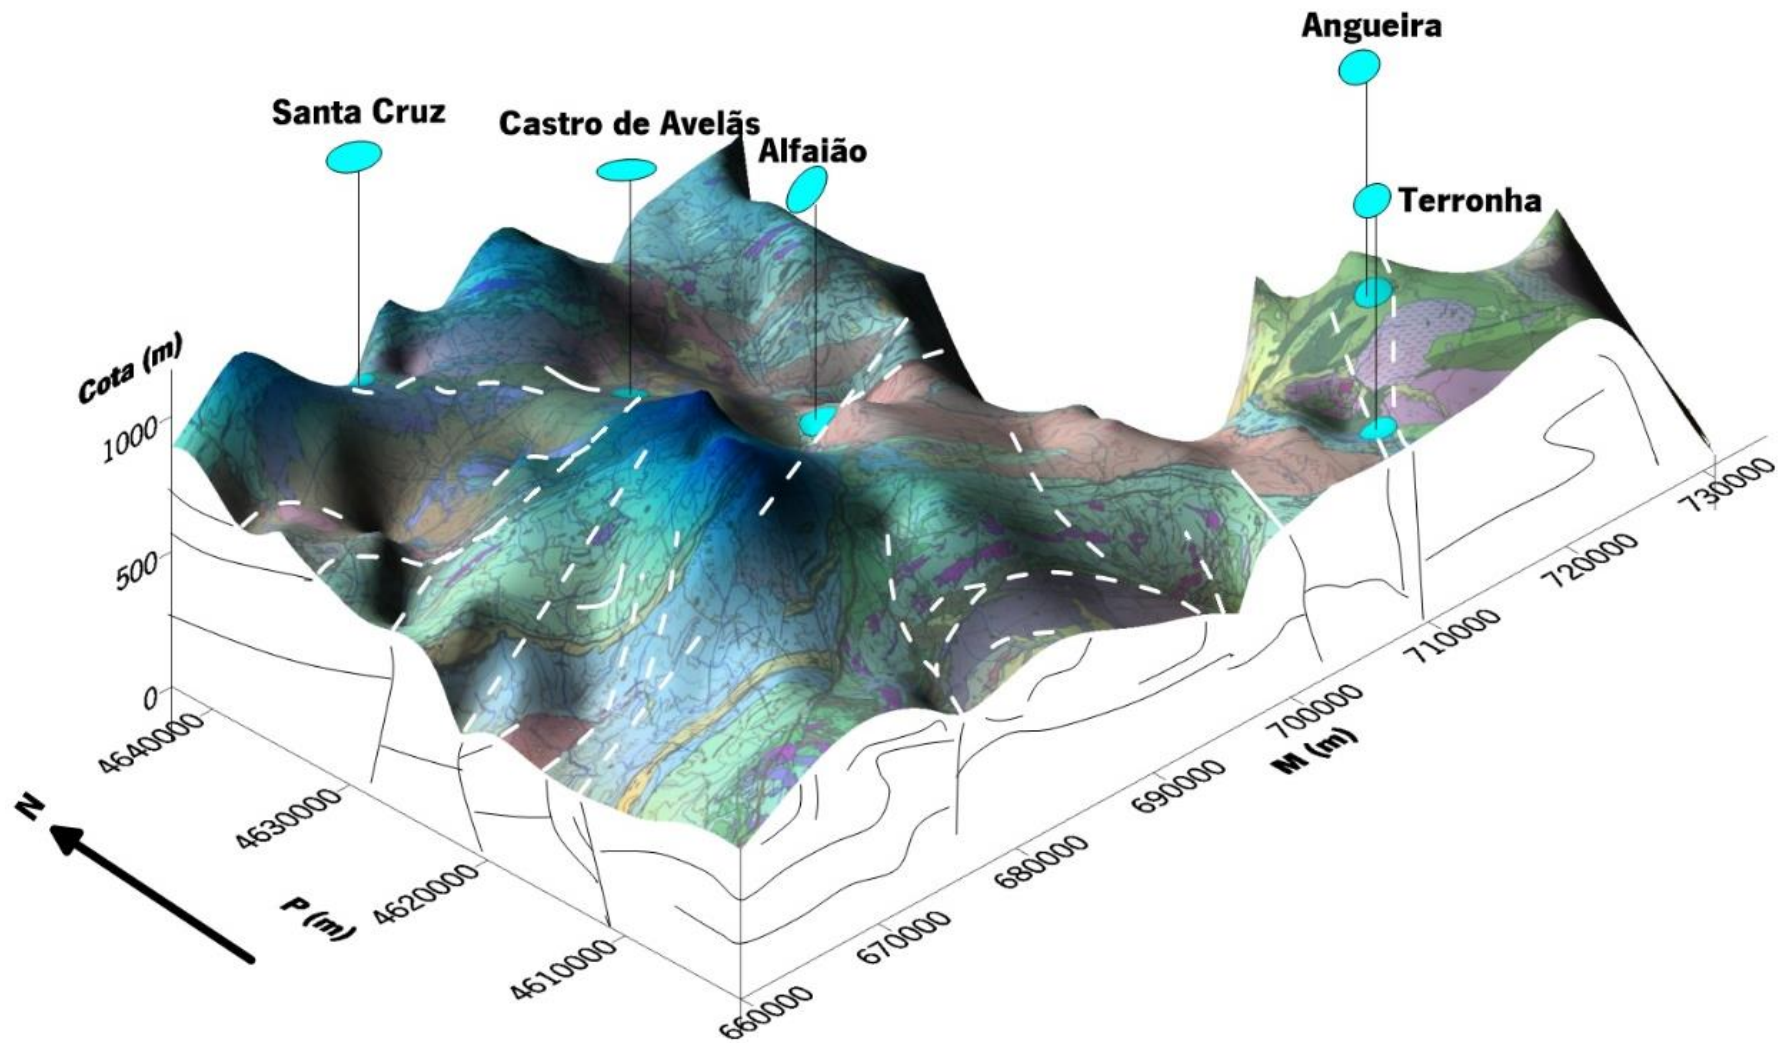 Angueira
Santa Cruz
Castro de Avelãs
Alfaião
Terronha
Cota (m)
1000
500
0
4640000
4630000
4620000
4610000
N
P (m)
660000
670000
680000
690000
700000
710000
720000
730000
M (m)